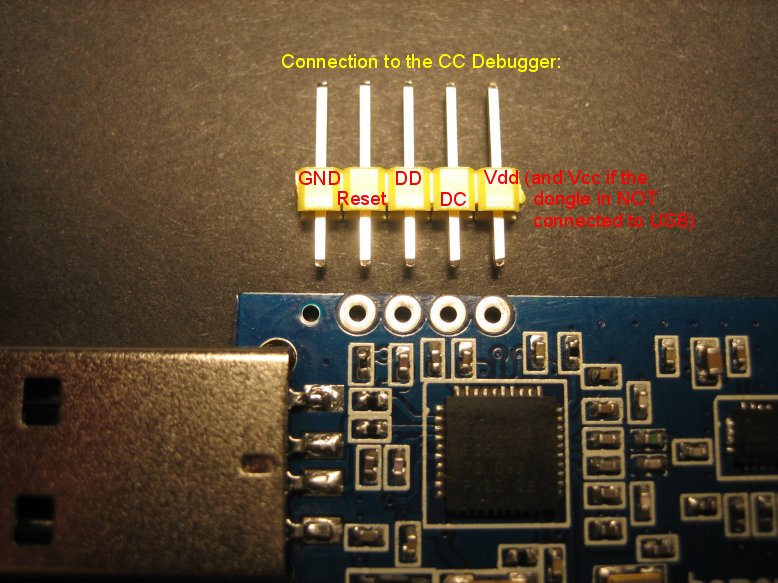 Connection to the CC Debugger:
GND DD Vdd (and Vcc if the
Reset DC dongle in NOT
connected to USB)